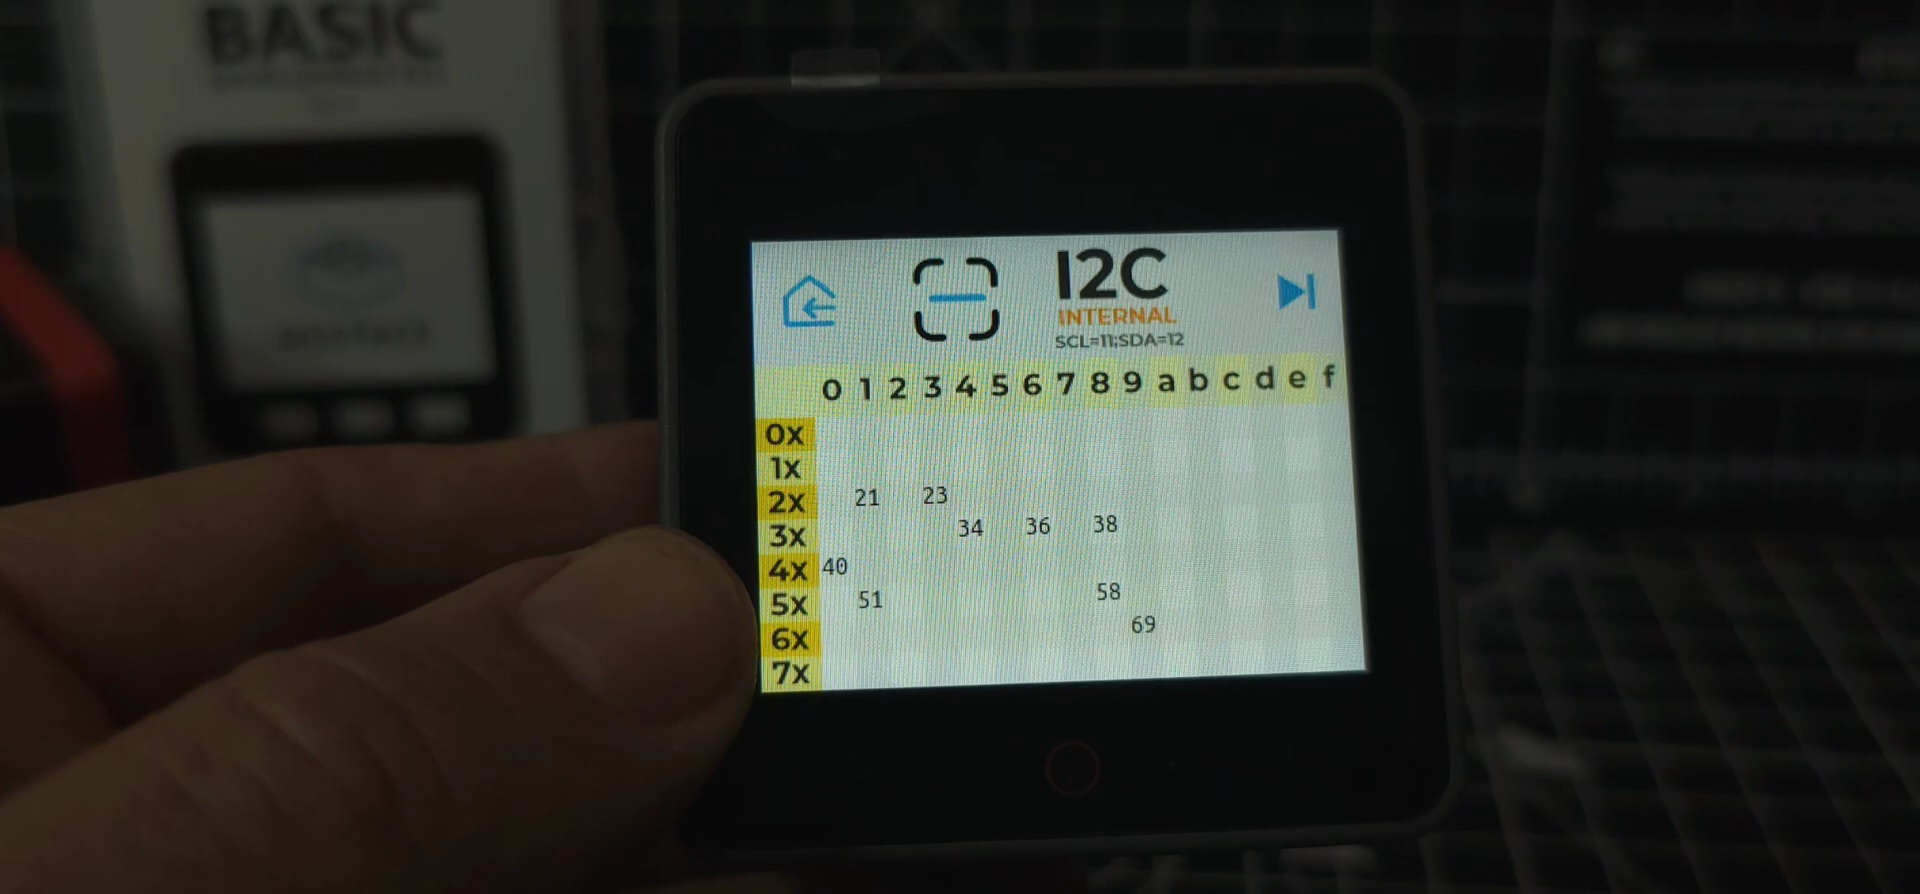 BASIC
I2C
INTERNAL
SCL=11;SDA=12
0 1 2 3 4 5 6 7 8 9 a b c d e f
0x
1x
2x 21 23
3x 34 36 38
4x 40
5x 51 58
6x 69
7x